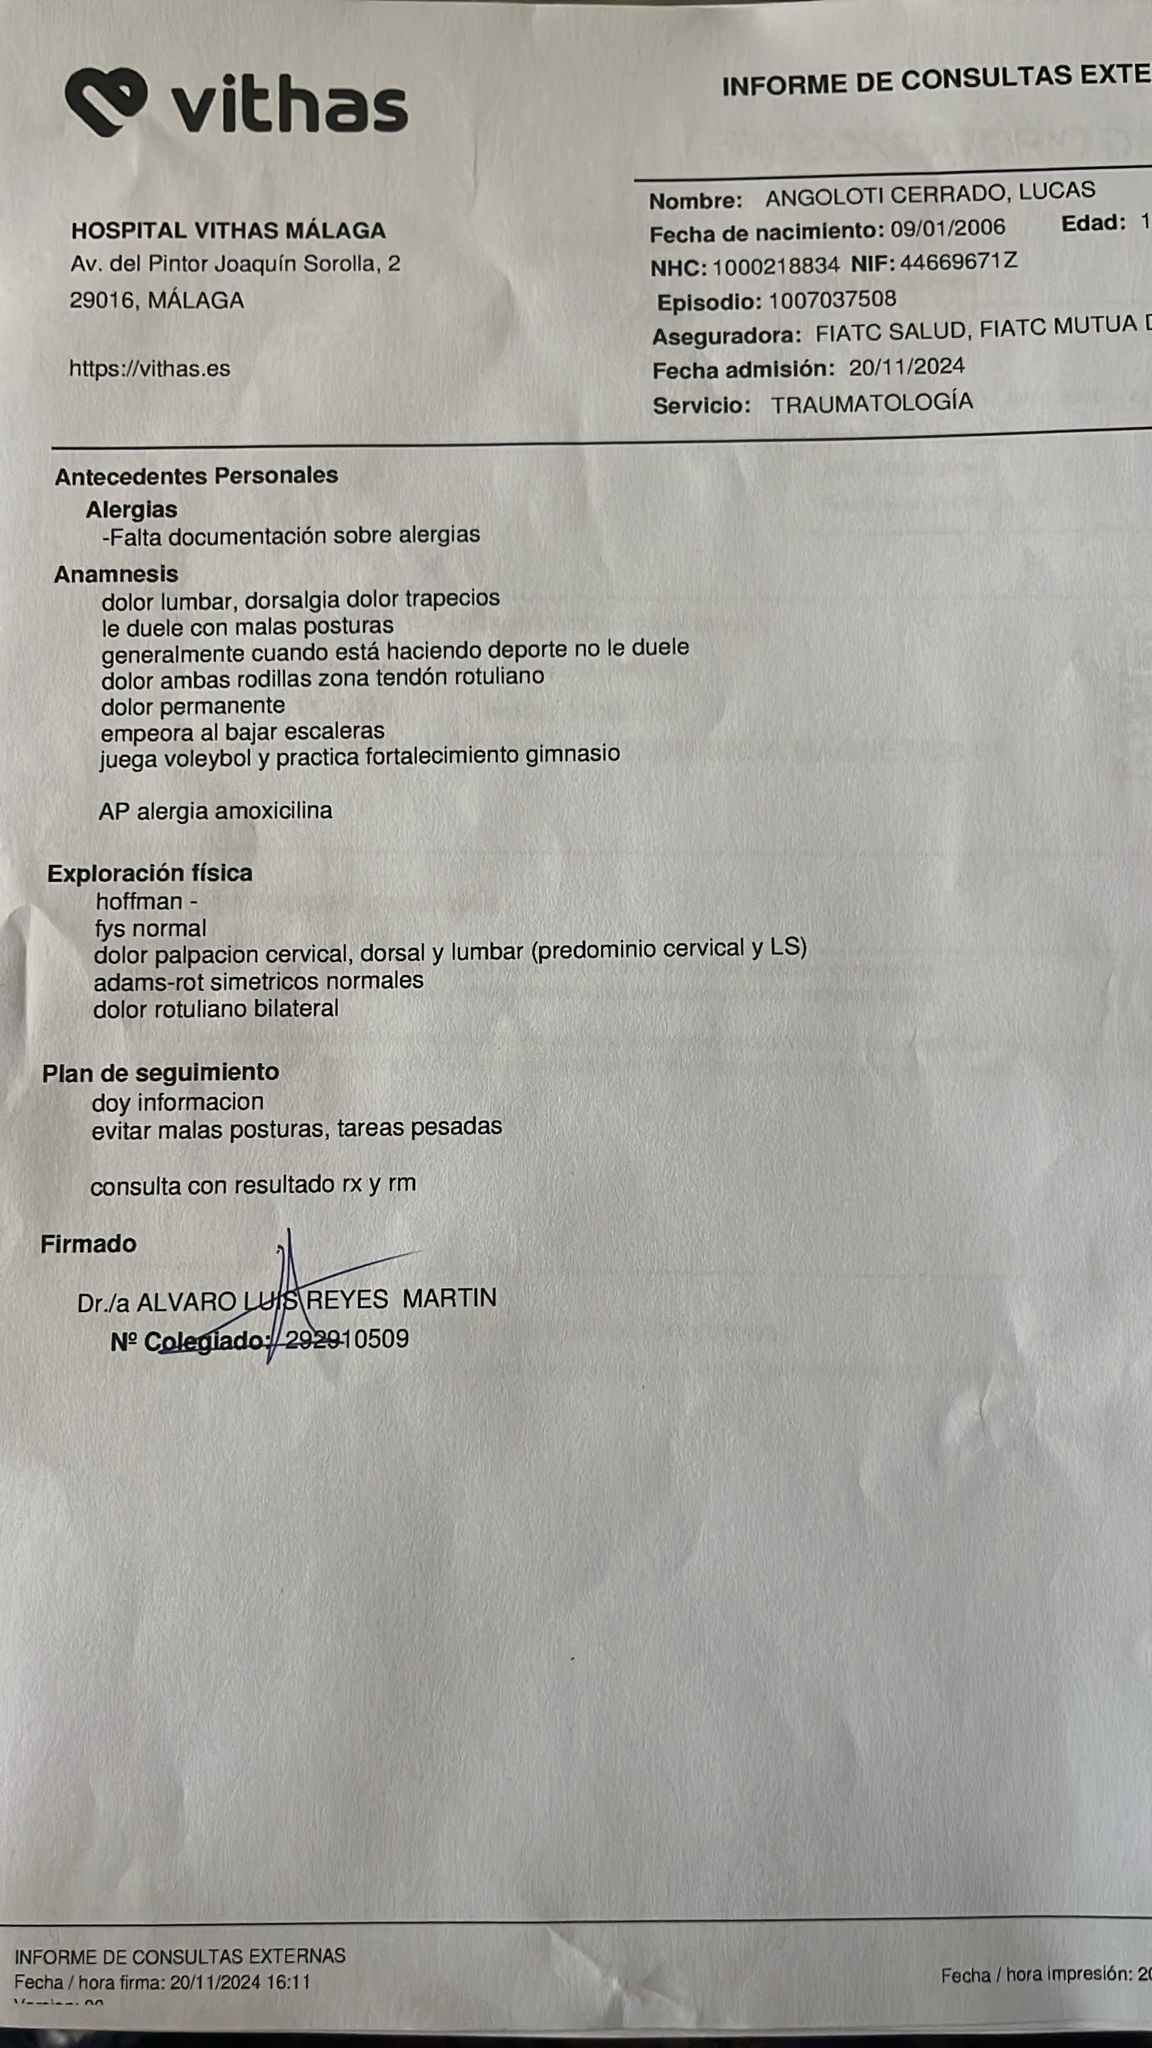 vithas
INFORME DE CONSULTAS EXTE
HOSPITAL VITHAS MÁLAGA
Av. del Pintor Joaquín Sorolla, 2
29016, MÁLAGA
https://vithas.es
Nombre: ANGOLOTI CERRADO, LUCAS
Fecha de nacimiento: 09/01/2006 Edad: 1
NHC: 1000218834 NIF: 44669671Z
Episodio: 1007037508
Aseguradora: FIATC SALUD, FIATC MUTUA D
Fecha admisión: 20/11/2024
Servicio: TRAUMATOLOGÍA
Antecedentes Personales
Alergias
-Falta documentación sobre alergias
Anamnesis
dolor lumbar, dorsalgia dolor trapecios
le duele con malas posturas
generalmente cuando está haciendo deporte no le duele
dolor ambas rodillas zona tendón rotuliano
dolor permanente
empeora al bajar escaleras
juega voleybol y practica fortalecimiento gimnasio
AP alergia amoxicilina
Exploración física
hoffman -
fys normal
dolor palpacion cervical, dorsal y lumbar (predominio cervical y LS)
adams-rot simetricos normales
dolor rotuliano bilateral
Plan de seguimiento
doy informacion
evitar malas posturas, tareas pesadas
consulta con resultado rx y rm
Firmado
Dr./a ALVARO LUIS REYES MARTIN
Nº Colegiado: 292910509
INFORME DE CONSULTAS EXTERNAS
Fecha / hora firma: 20/11/2024 16:11
Fecha / hora impresión: 20